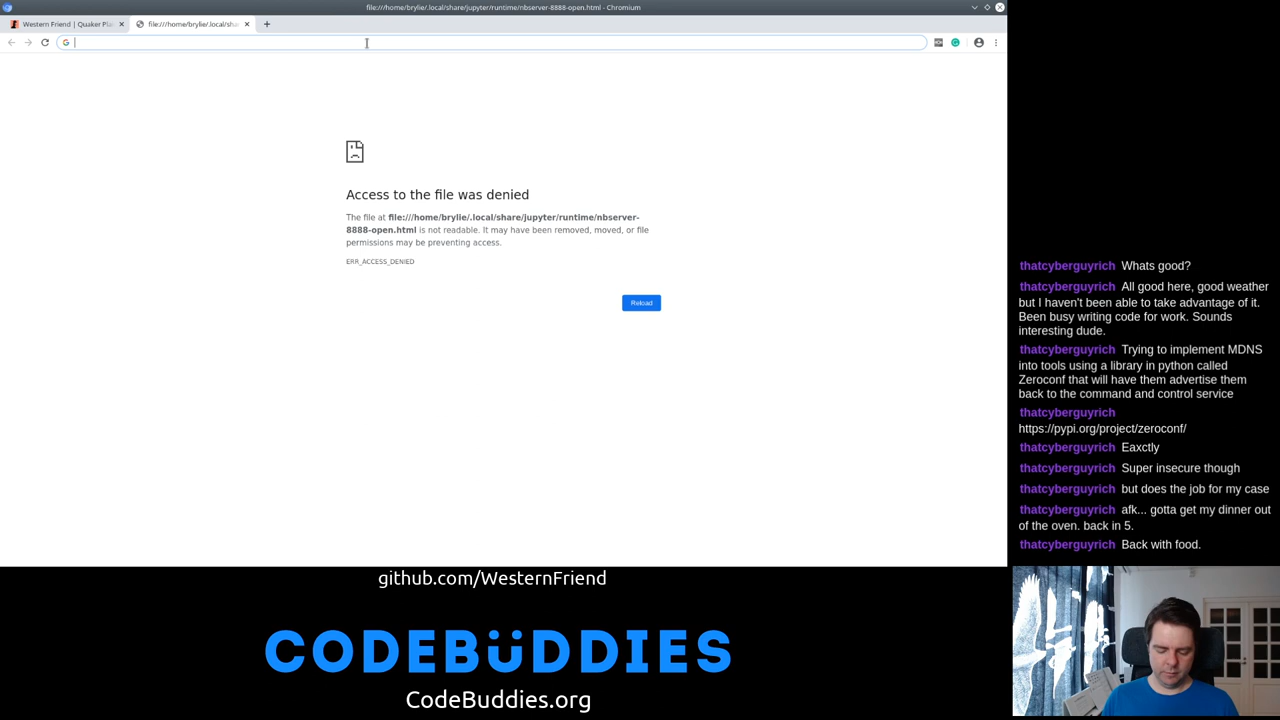 file:///home/brylie/.local/share/jupyter/runtime/nbserver-8888-open.html - Chromium
Western Friend | Quaker Pla
file:///home/brylie/.local/sha
Access to the file was denied
The file at file:///home/brylie/.local/share/jupyter/runtime/nbserver-
8888-open.html is not readable. It may have been removed, moved, or file
permissions may be preventing access.
ERR_ACCESS_DENIED
Reload
thatcyberguyrich Whats good?
thatcyberguyrich All good here, good weather
but I haven't been able to take advantage of it.
Been busy writing code for work. Sounds
interesting dude.
thatcyberguyrich Trying to implement MDNS
into tools using a library in python called
Zeroconf that will have them advertise them
back to the command and control service
thatcyberguyrich
https://pypi.org/project/zeroconf/
thatcyberguyrich Eaxctly
thatcyberguyrich Super insecure though
thatcyberguyrich but does the job for my case
thatcyberguyrich afk... gotta get my dinner out
of the oven. back in 5.
thatcyberguyrich Back with food.
github.com/WesternFriend
CODEBÜDDIES
CodeBuddies.org